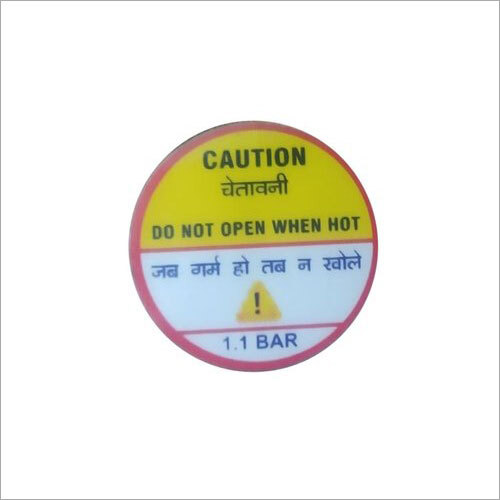 CAUTION
चेतावनी
DO NOT OPEN WHEN HOT
जब गर्म हो तब न खोले
!
1.1 BAR